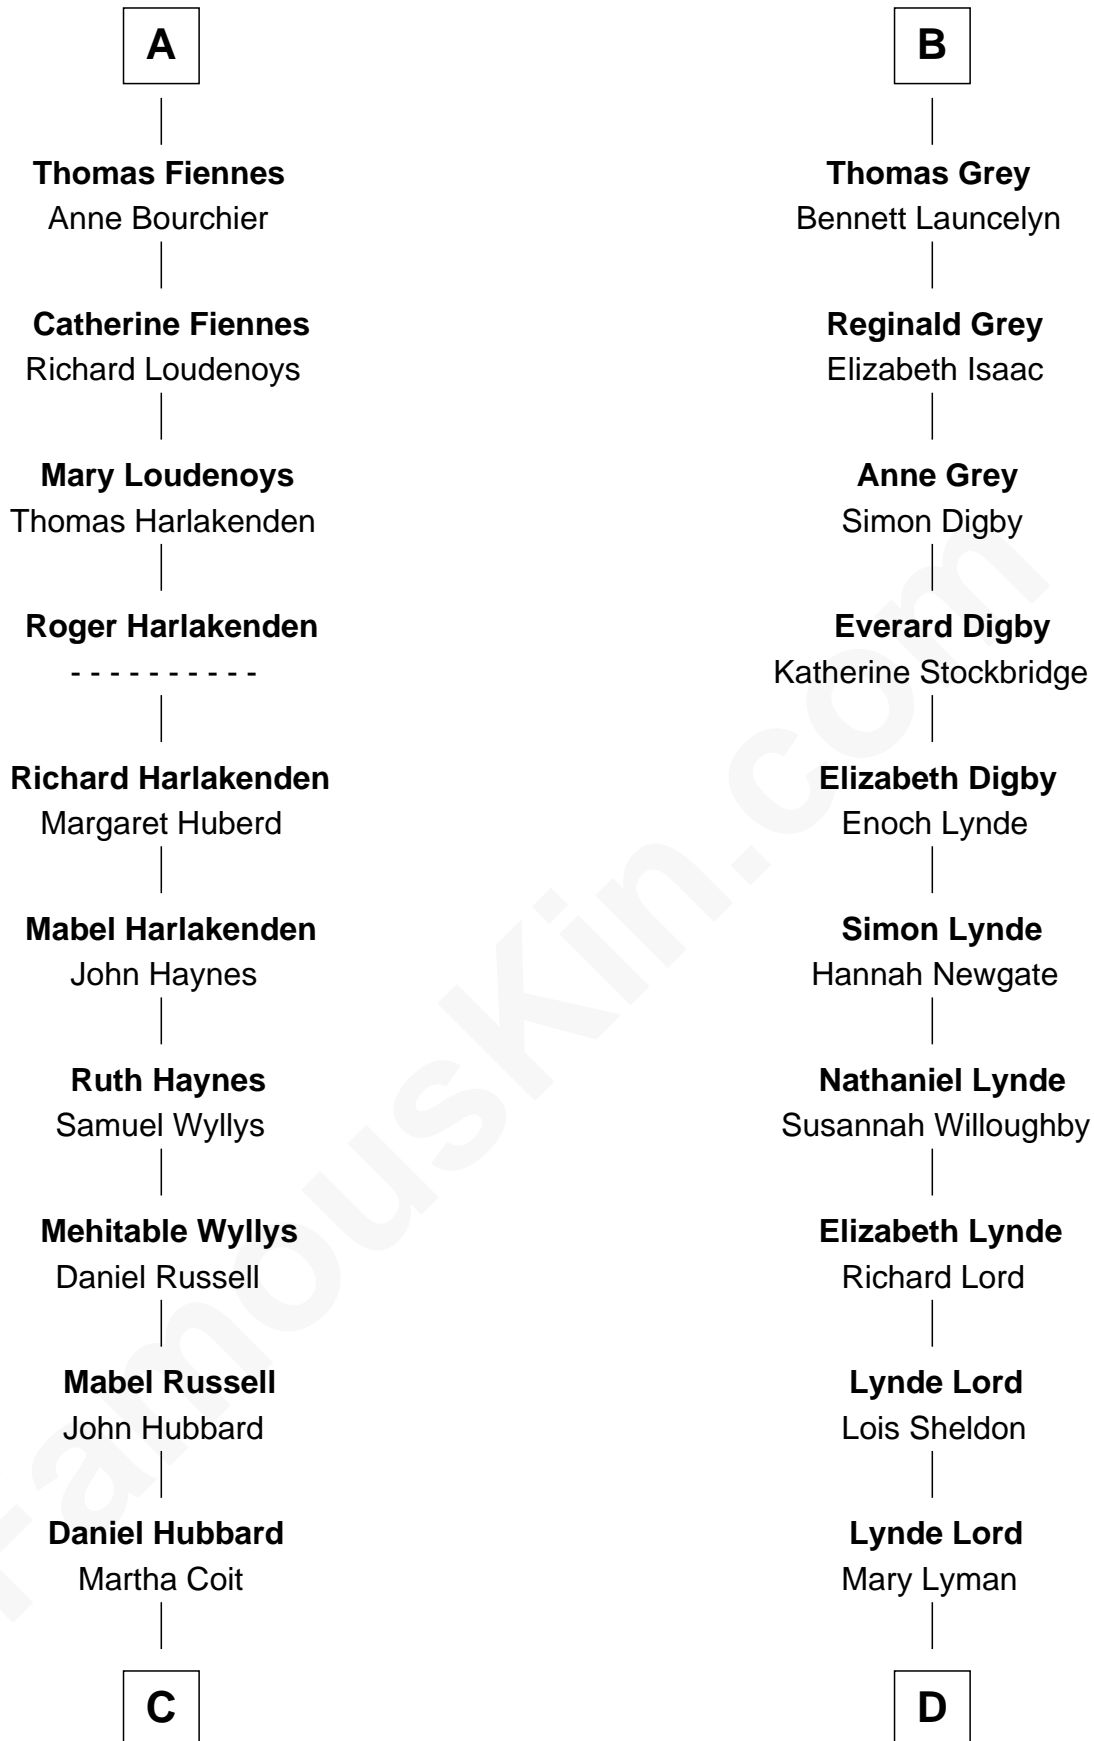 A
Thomas Fiennes
Anne Bourchier
Catherine Fiennes
Richard Loudenoys
Mary Loudenoys
Thomas Harlakenden
Roger Harlakenden
- - - - - - - - - -
Richard Harlakenden
Margaret Huberd
Mabel Harlakenden
John Haynes
Ruth Haynes
Samuel Wyllys
Mehitable Wyllys
Daniel Russell
Mabel Russell
John Hubbard
Daniel Hubbard
Martha Coit
C
B
Thomas Grey
Bennett Launcelyn
Reginald Grey
Elizabeth Isaac
Anne Grey
Simon Digby
Everard Digby
Katherine Stockbridge
Elizabeth Digby
Enoch Lynde
Simon Lynde
Hannah Newgate
Nathaniel Lynde
Susannah Willoughby
Elizabeth Lynde
Richard Lord
Lynde Lord
Lois Sheldon
Lynde Lord
Mary Lyman
D
FamousKin.com